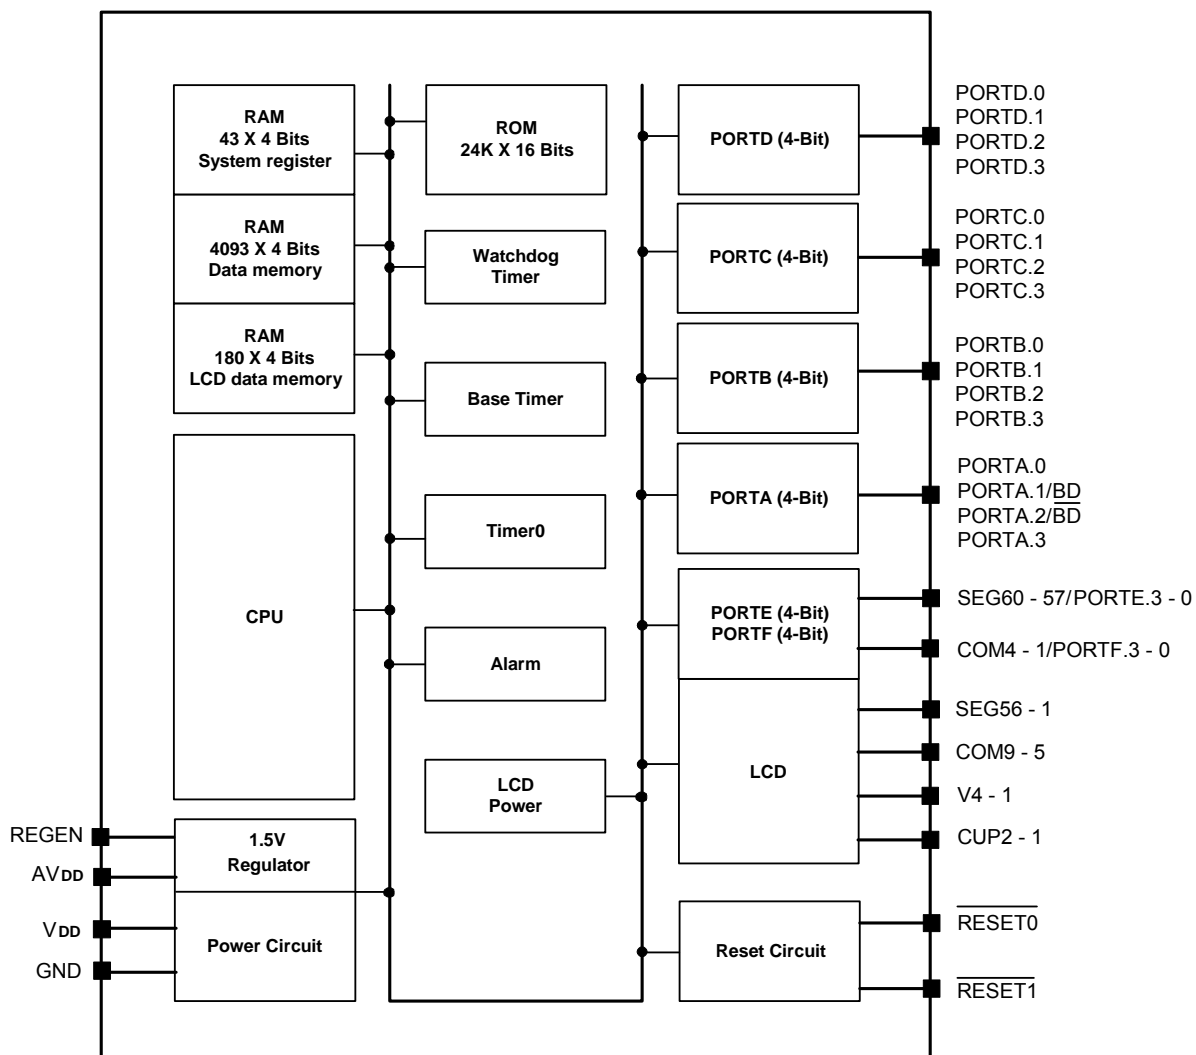 RAM
43 X 4 Bits
System register
RAM
4093 X 4 Bits
Data memory
RAM
180 X 4 Bits
LCD data memory
CPU
1.5V
Regulator
Power Circuit
REGEN
AVDD
VDD
GND
ROM
24K X 16 Bits
Watchdog
Timer
Base Timer
Timer0
Alarm
LCD
Power
PORTD (4-Bit)
PORTC (4-Bit)
PORTB (4-Bit)
PORTA (4-Bit)
PORTE (4-Bit)
PORTF (4-Bit)
LCD
Reset Circuit
PORTD.0
PORTD.1
PORTD.2
PORTD.3
PORTC.0
PORTC.1
PORTC.2
PORTC.3
PORTB.0
PORTB.1
PORTB.2
PORTB.3
PORTA.0
PORTA.1/BD
PORTA.2/B̅D̅
PORTA.3
SEG60 - 57/PORTE.3 - 0
COM4 - 1/PORTF.3 - 0
SEG56 - 1
COM9 - 5
V4 - 1
CUP2 - 1
R̅E̅S̅E̅T̅0̅
R̅E̅S̅E̅T̅1̅